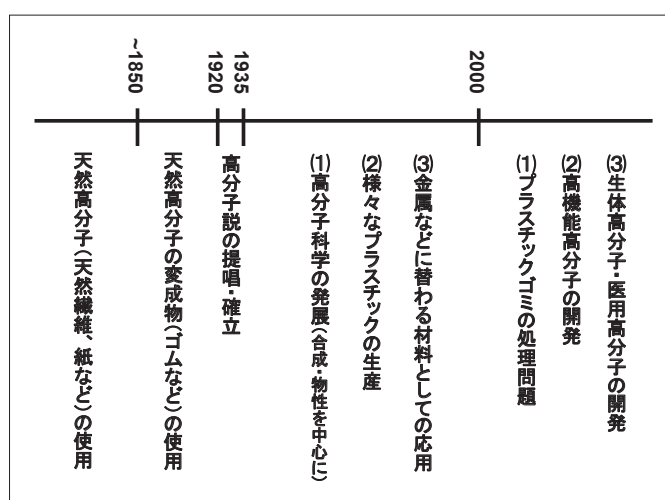 ~1850
1920
1935
2000
天然高分子(天然繊維、紙など)の使用
天然高分子の変成物(ゴムなど)の使用
高分子説の提唱・確立
(1)高分子科学の発展(合成・物性を中心に)
(2)様々なプラスチックの生産
(3)金属などに替わる材料としての応用
(1)プラスチックゴミの処理問題
(2)高機能高分子の開発
(3)生体高分子・医用高分子の開発